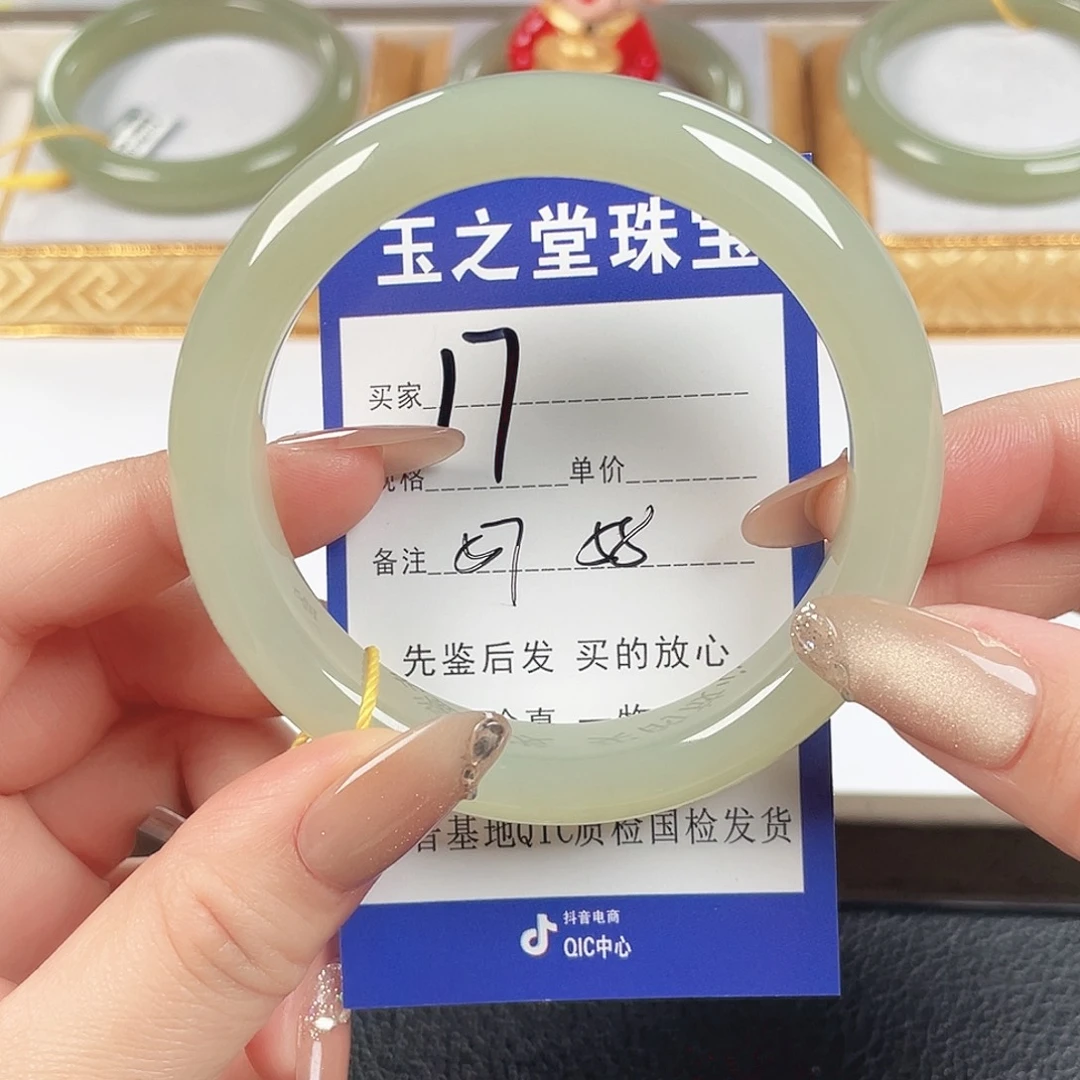 玉之堂珠宝
买家 17
规格 单价
备注
先鉴后发 买的放心
基地QIC质检国检发货
抖音电商
QIC中心